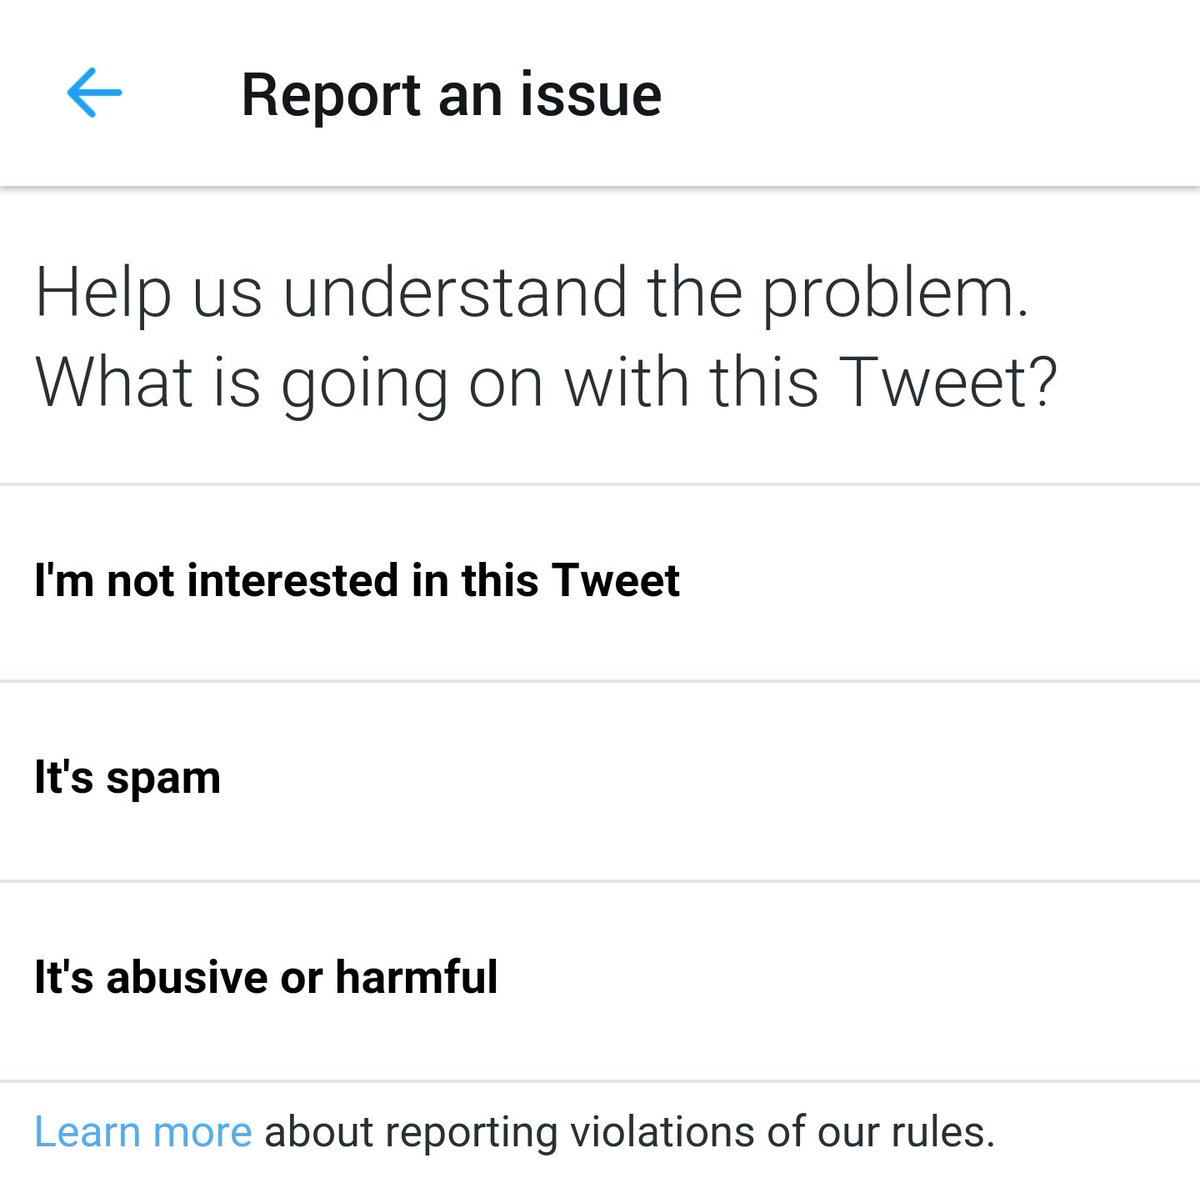 Report an issue
Help us understand the problem.
What is going on with this Tweet?
I'm not interested in this Tweet
It's spam
It's abusive or harmful
Learn more about reporting violations of our rules.